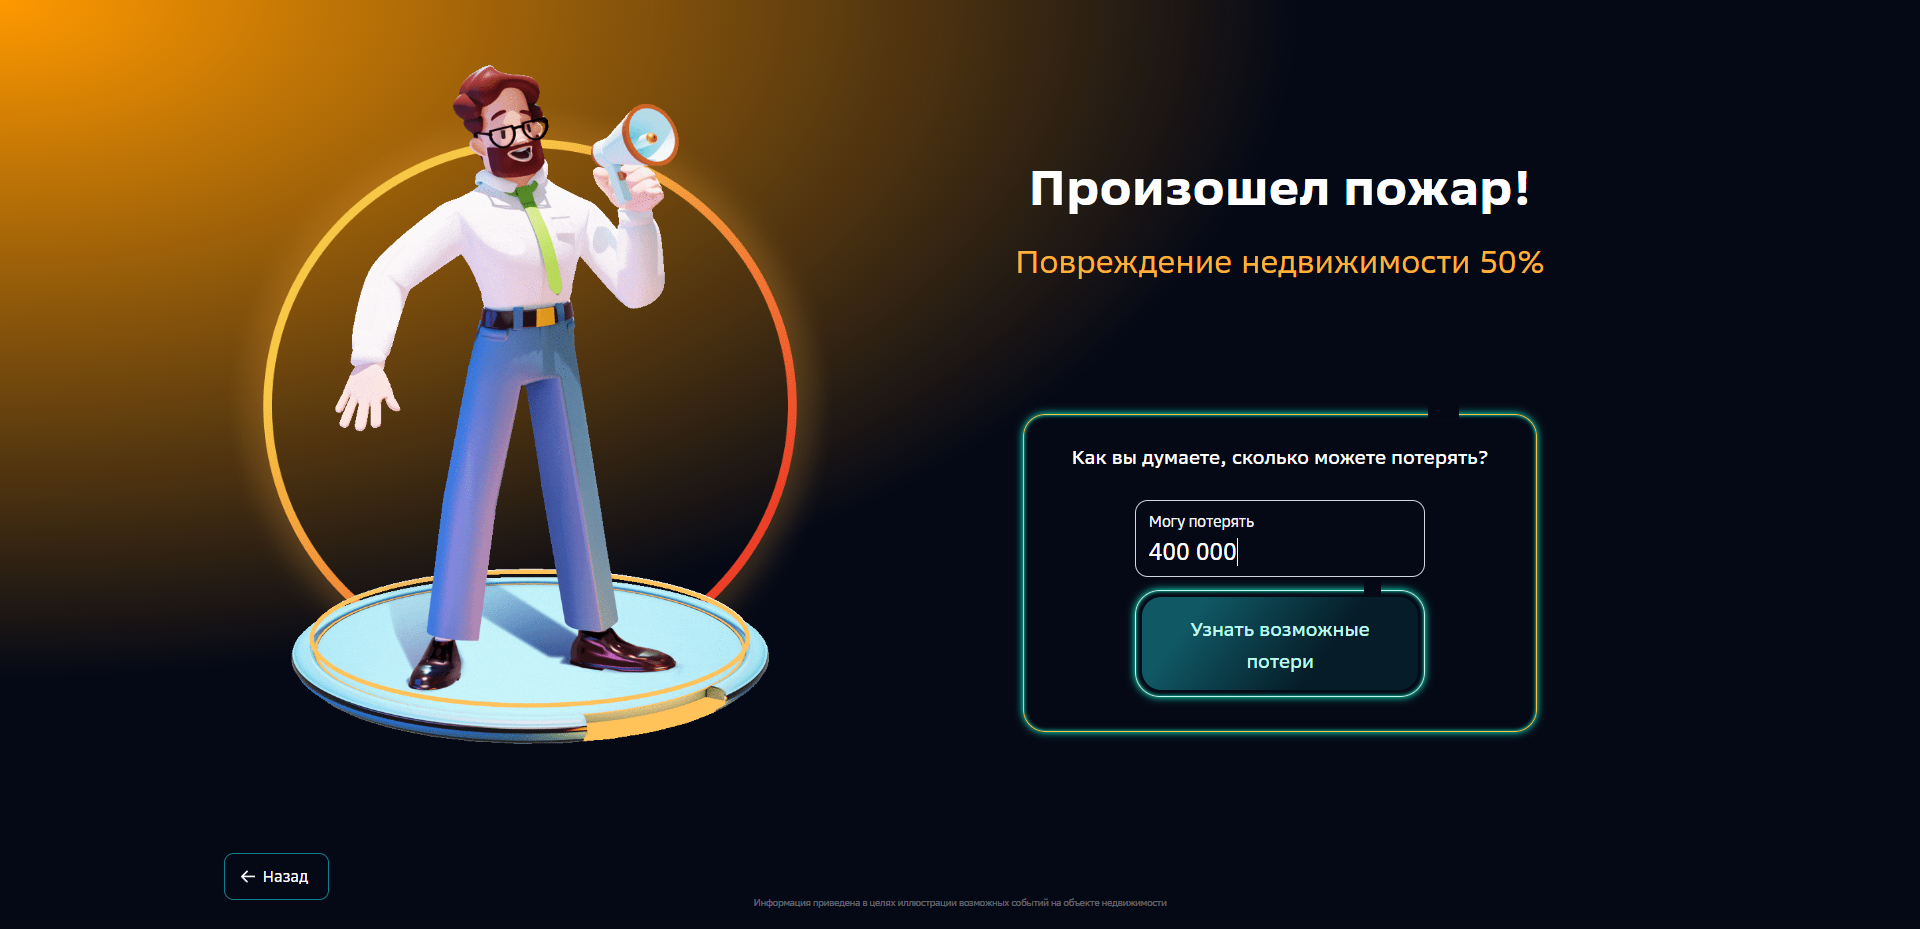 Произошел пожар!
Повреждение недвижимости 50%
Как вы думаете, сколько можете потерять?
Могу потерять
400 000
Узнать возможные
потери
← Назад
Информация приведена в целях иллюстрации возможных событий на объекте недвижимости